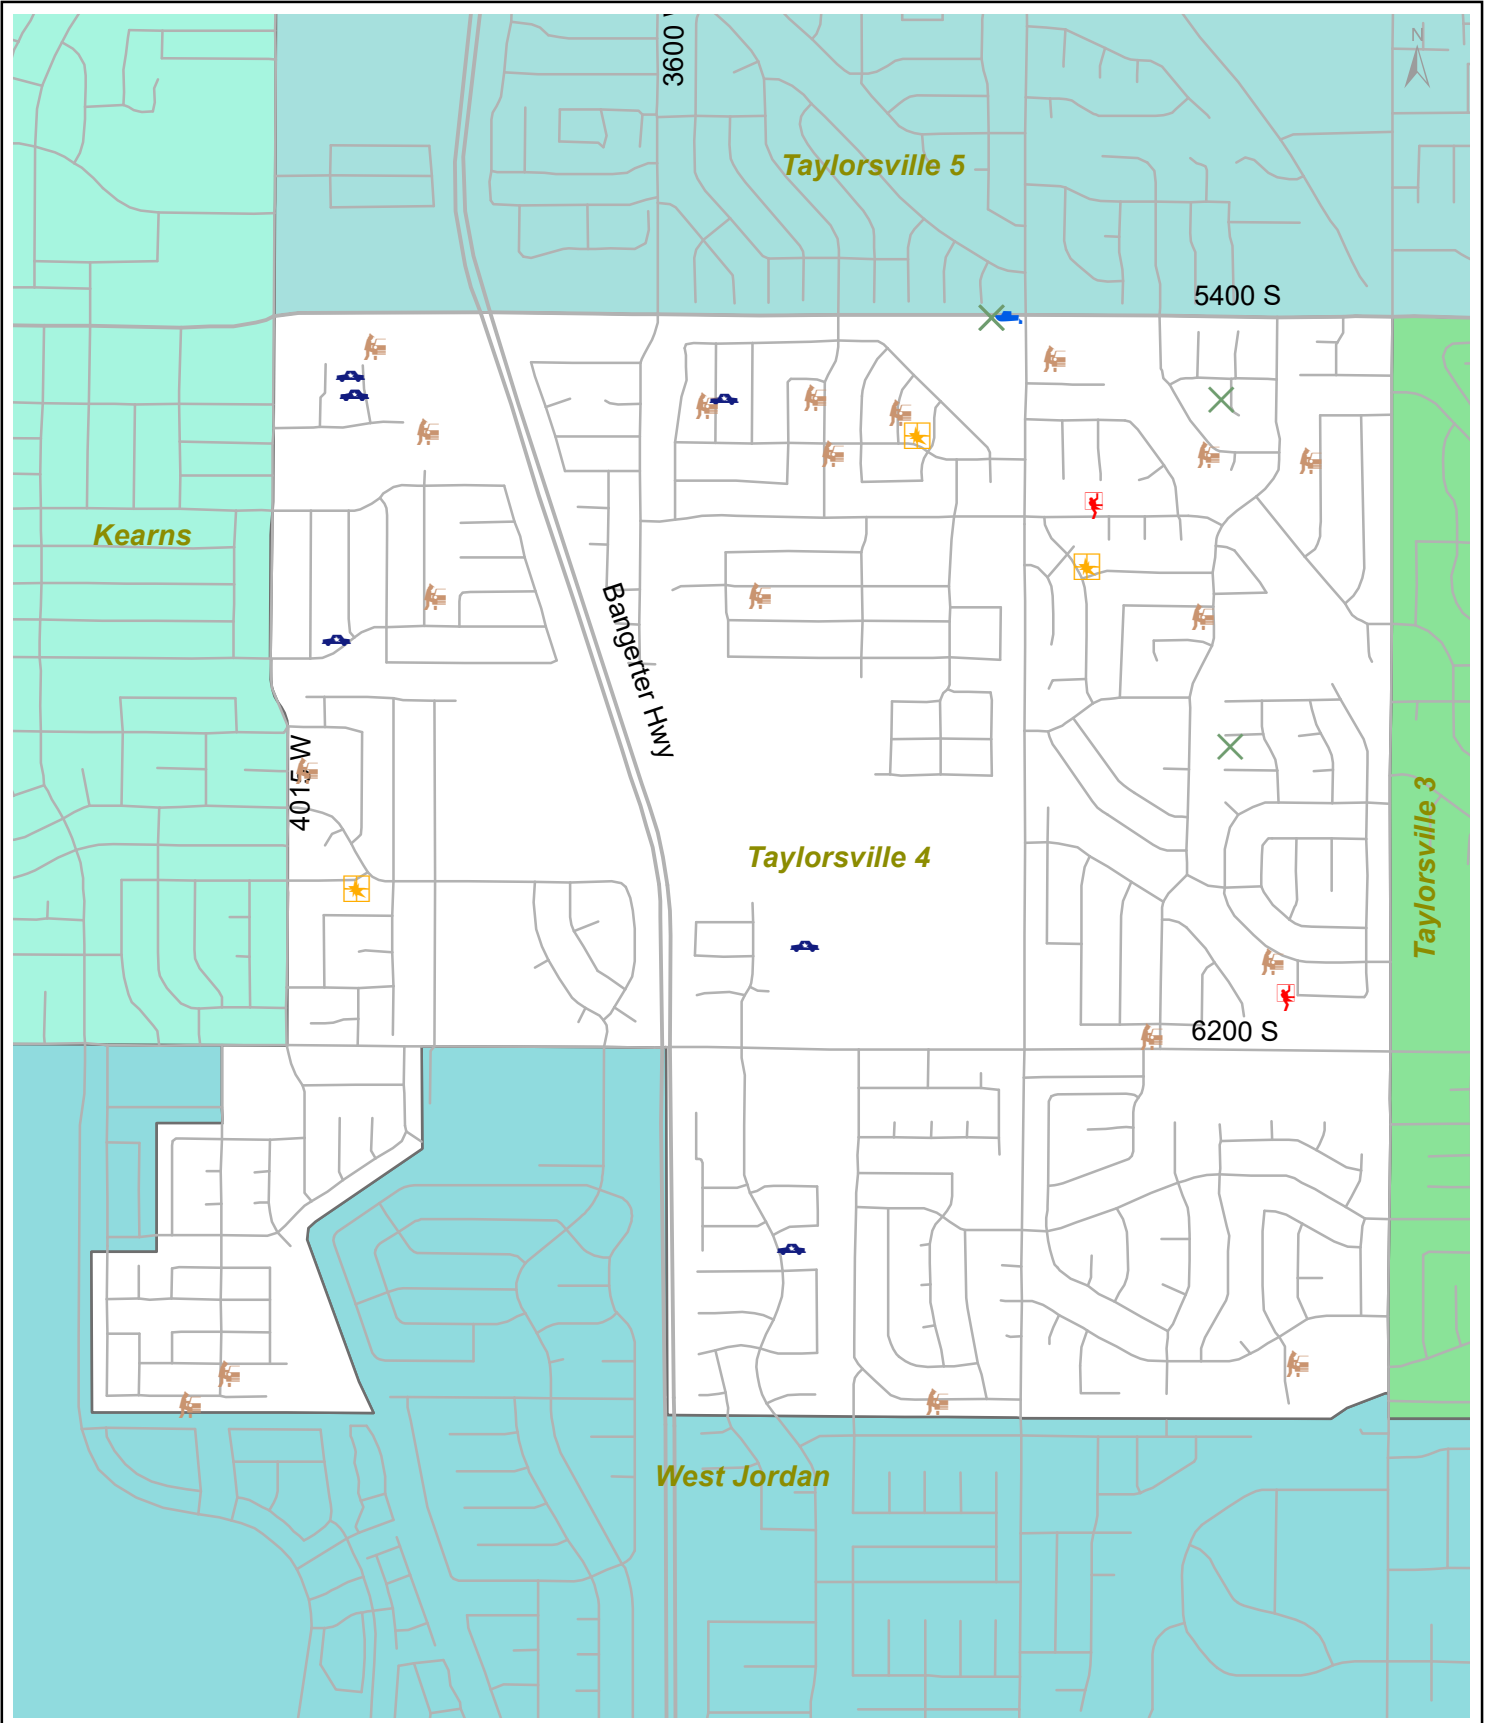 N
3600
Taylorsville 5
5400 S
Kearns
Bangerter Hwy
4015 W
Taylorsville 4
Taylorsville 3
6200 S
West Jordan